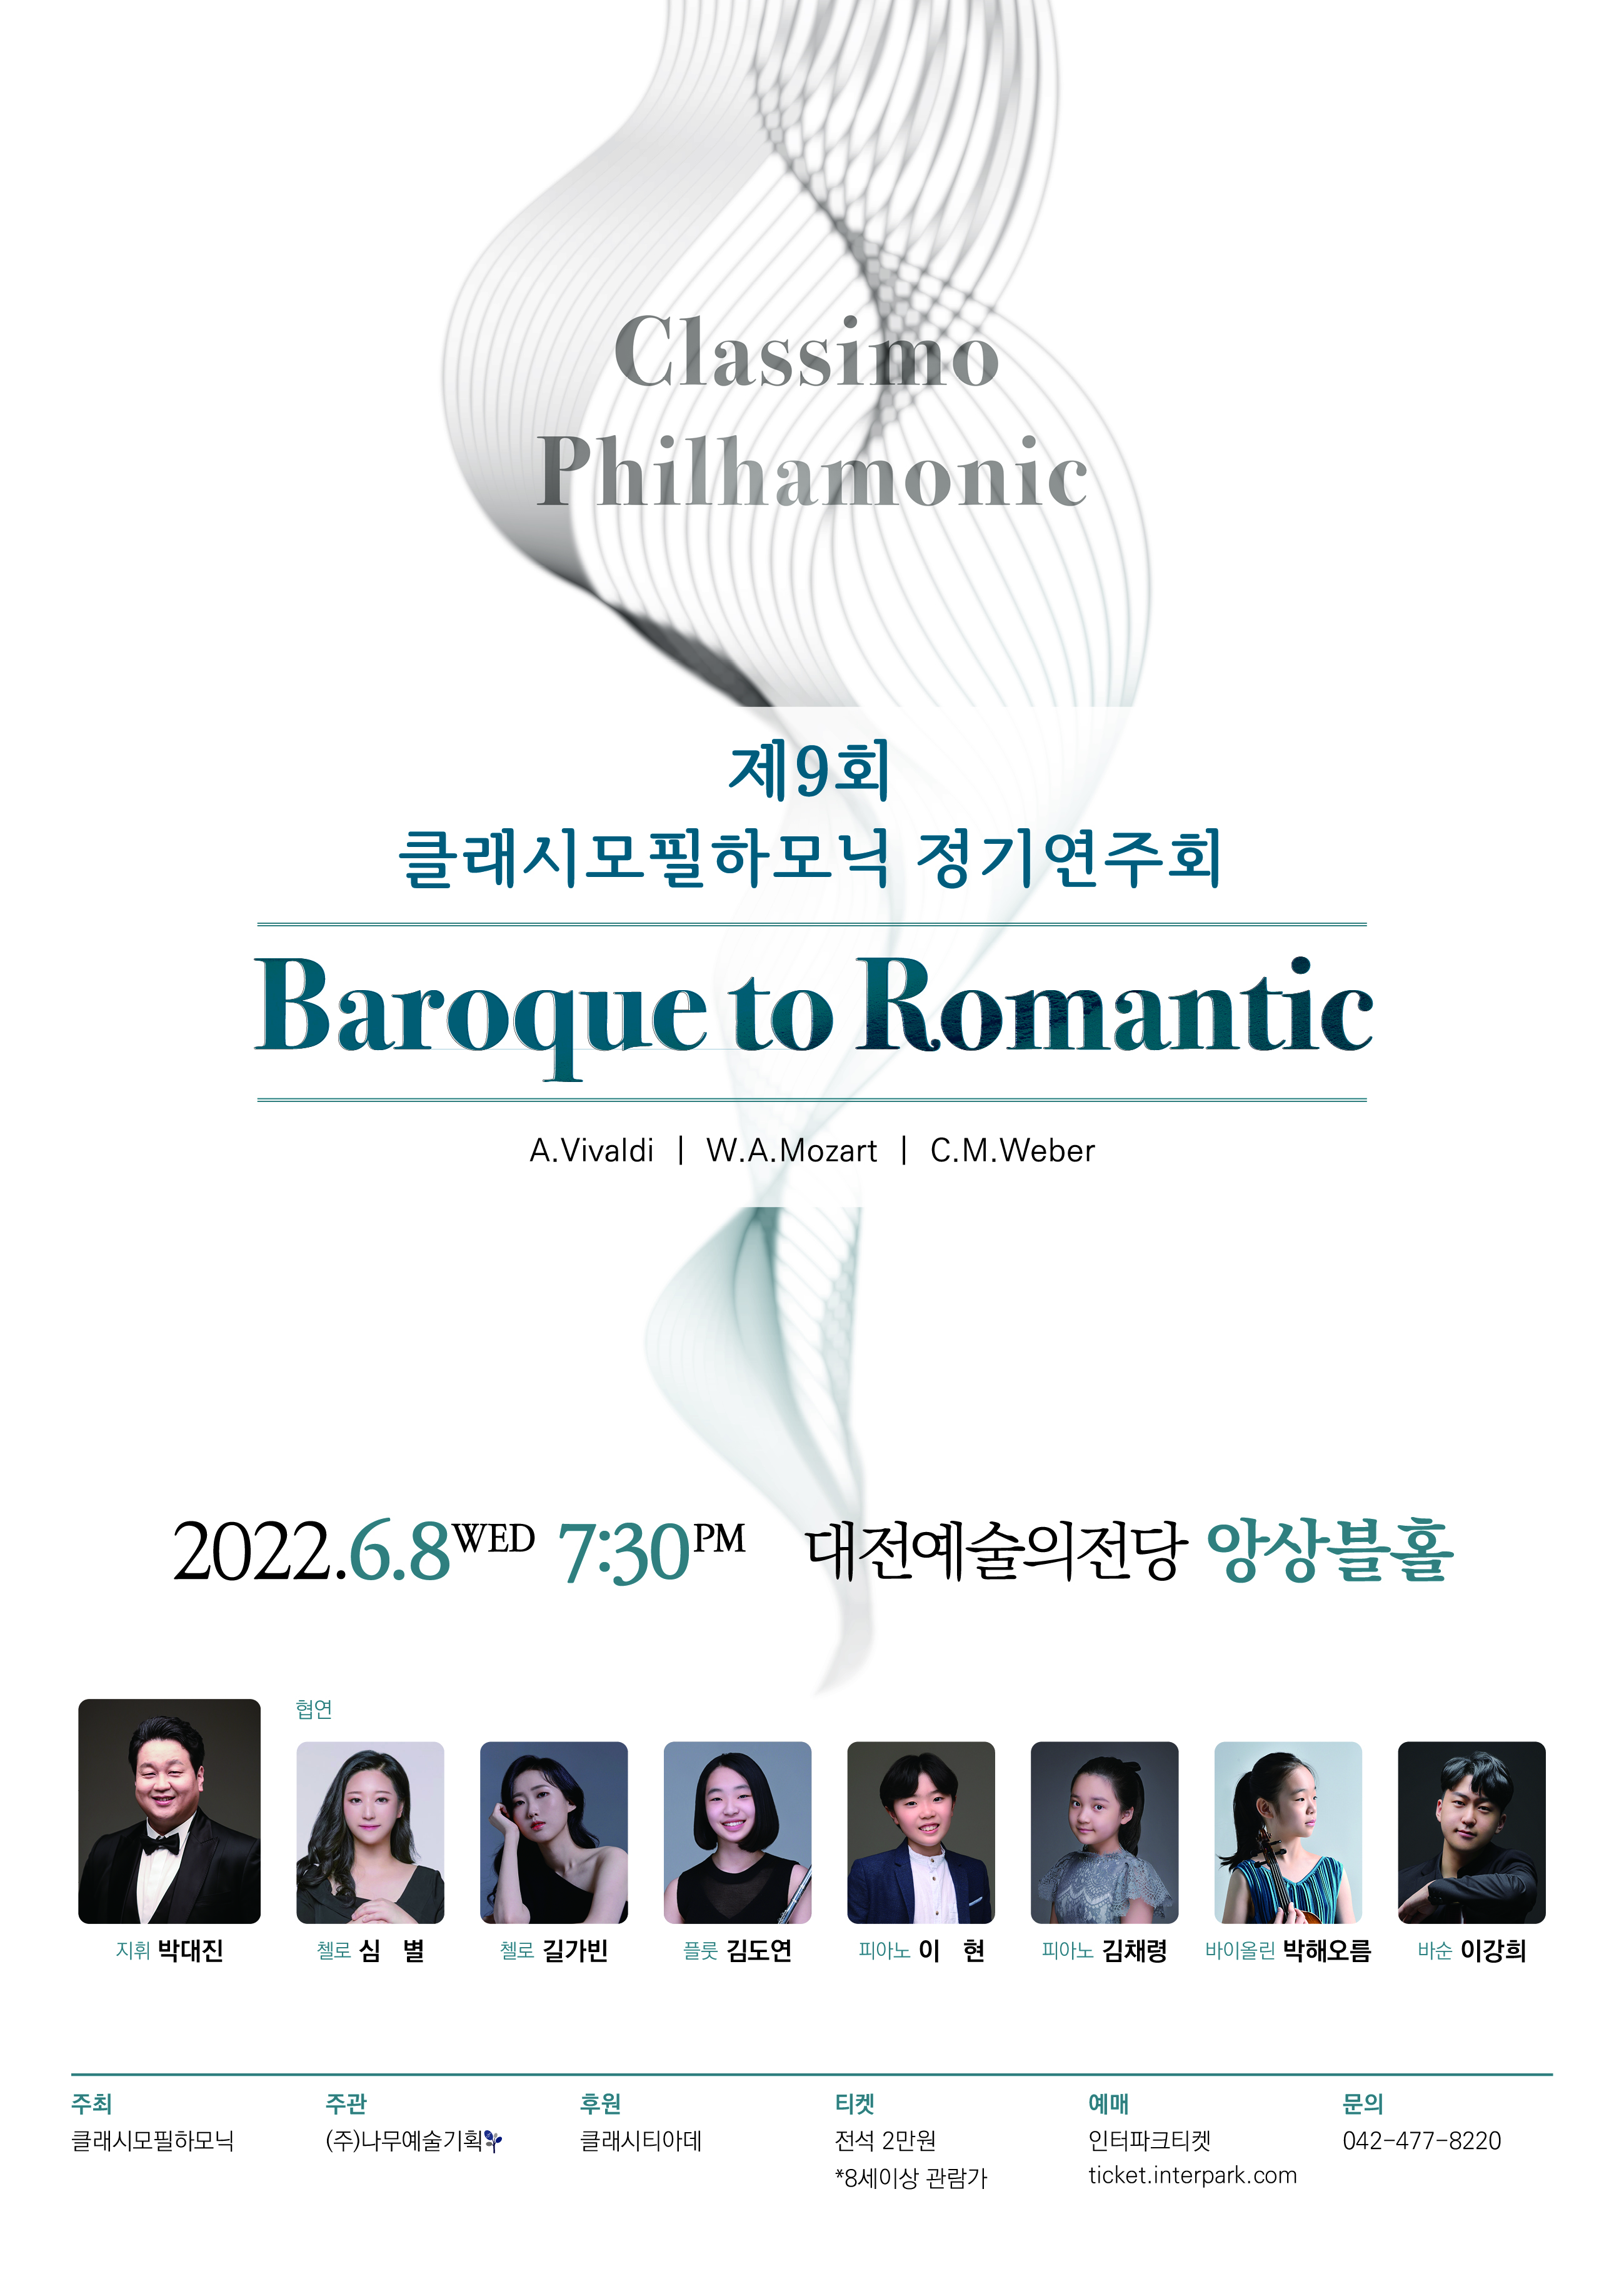 Classimo
Philhamonic
제9회
클래시모필하모닉 정기연주회
Baroque to Romantic
A.Vivaldi | W.A.Mozart | C.M.Weber
2022.6.8WED 7:30PM 대전예술의전당 앙상블홀
협연
지휘 박대진
첼로 심 별
첼로 길가빈
플룻 김도연
피아노 이 현
피아노 김채령
바이올린 박해오름
바순 이강희
주최
클래시모필하모닉
주관
(주)나무예술기획
후원
클래시티아데
티켓
전석 2만원
*8세이상 관람가
예매
인터파크티켓
ticket.interpark.com
문의
042-477-8220